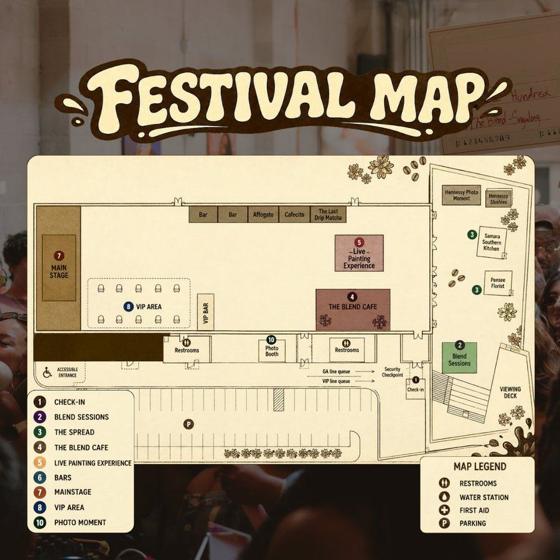 FESTIVAL MAP
Hundred
Hennessy Photo
Moment
Hennessy
Slushies
Bar
Bar
Affogato
Cafecito
The Last
Drip Matcha
3
Samara
Southern
Kitchen
5
~Live~
Painting
Experience
7
MAIN
STAGE
3
Pensee
Florist
4
THE BLEND CAFE
8 VIP AREA
VIP BAR
Restrooms
10
Photo
Booth
Restrooms
2
Blend
Sessions
ACCESSIBLE
ENTRANCE
GA line queue
VIP line queue
Security
Checkpoint
1
Check-in
VIEWING
DECK
P
1 CHECK-IN
2 BLEND SESSIONS
3 THE SPREAD
4 THE BLEND CAFE
5 LIVE PAINTING EXPERIENCE
6 BARS
7 MAINSTAGE
8 VIP AREA
10 PHOTO MOMENT
MAP LEGEND
RESTROOMS
WATER STATION
FIRST AID
P PARKING